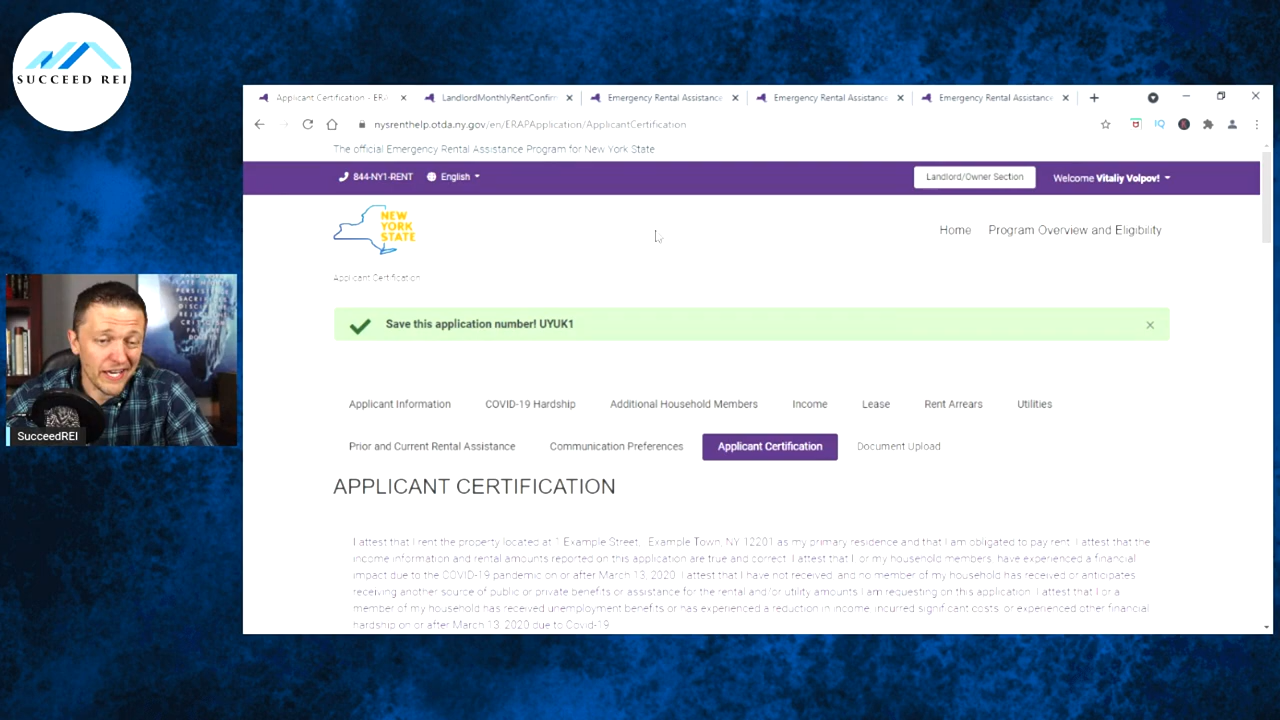 SUCCEED REI
Applicant Certification - ERA
LandlordMonthlyRentConfirm
Emergency Rental Assistance
Emergency Rental Assistance
Emergency Rental Assistance
nysrenthelp.otda.ny.gov/en/ERAPApplication/ApplicantCertification
IQ
The official Emergency Rental Assistance Program for New York State
844-NY1-RENT
English
Landlord/Owner Section
Welcome Vitaliy Volpov!
NEW
YORK
STATE
Home
Program Overview and Eligibility
Applicant Certification
Save this application number! UYUK1
Applicant Information
COVID-19 Hardship
Additional Household Members
Income
Lease
Rent Arrears
Utilities
Prior and Current Rental Assistance
Communication Preferences
Applicant Certification
Document Upload
APPLICANT CERTIFICATION
I attest that I rent the property located at 1 Example Street, Example Town, NY 12201 as my primary residence and that I am obligated to pay rent. I attest that the
income information and rental amounts reported on this application are true and correct. I attest that I, or my household members, have experienced a financial
impact due to the COVID-19 pandemic on or after March 13, 2020. I attest that I have not received, and no member of my household has received or anticipates
receiving another source of public or private benefits or assistance for the rental and/or utility amounts I am requesting on this application. I attest that I or a
member of my household has received unemployment benefits or has experienced a reduction in income, incurred significant costs, or experienced other financial
hardship on or after March 13, 2020 due to Covid-19.
SucceedREI